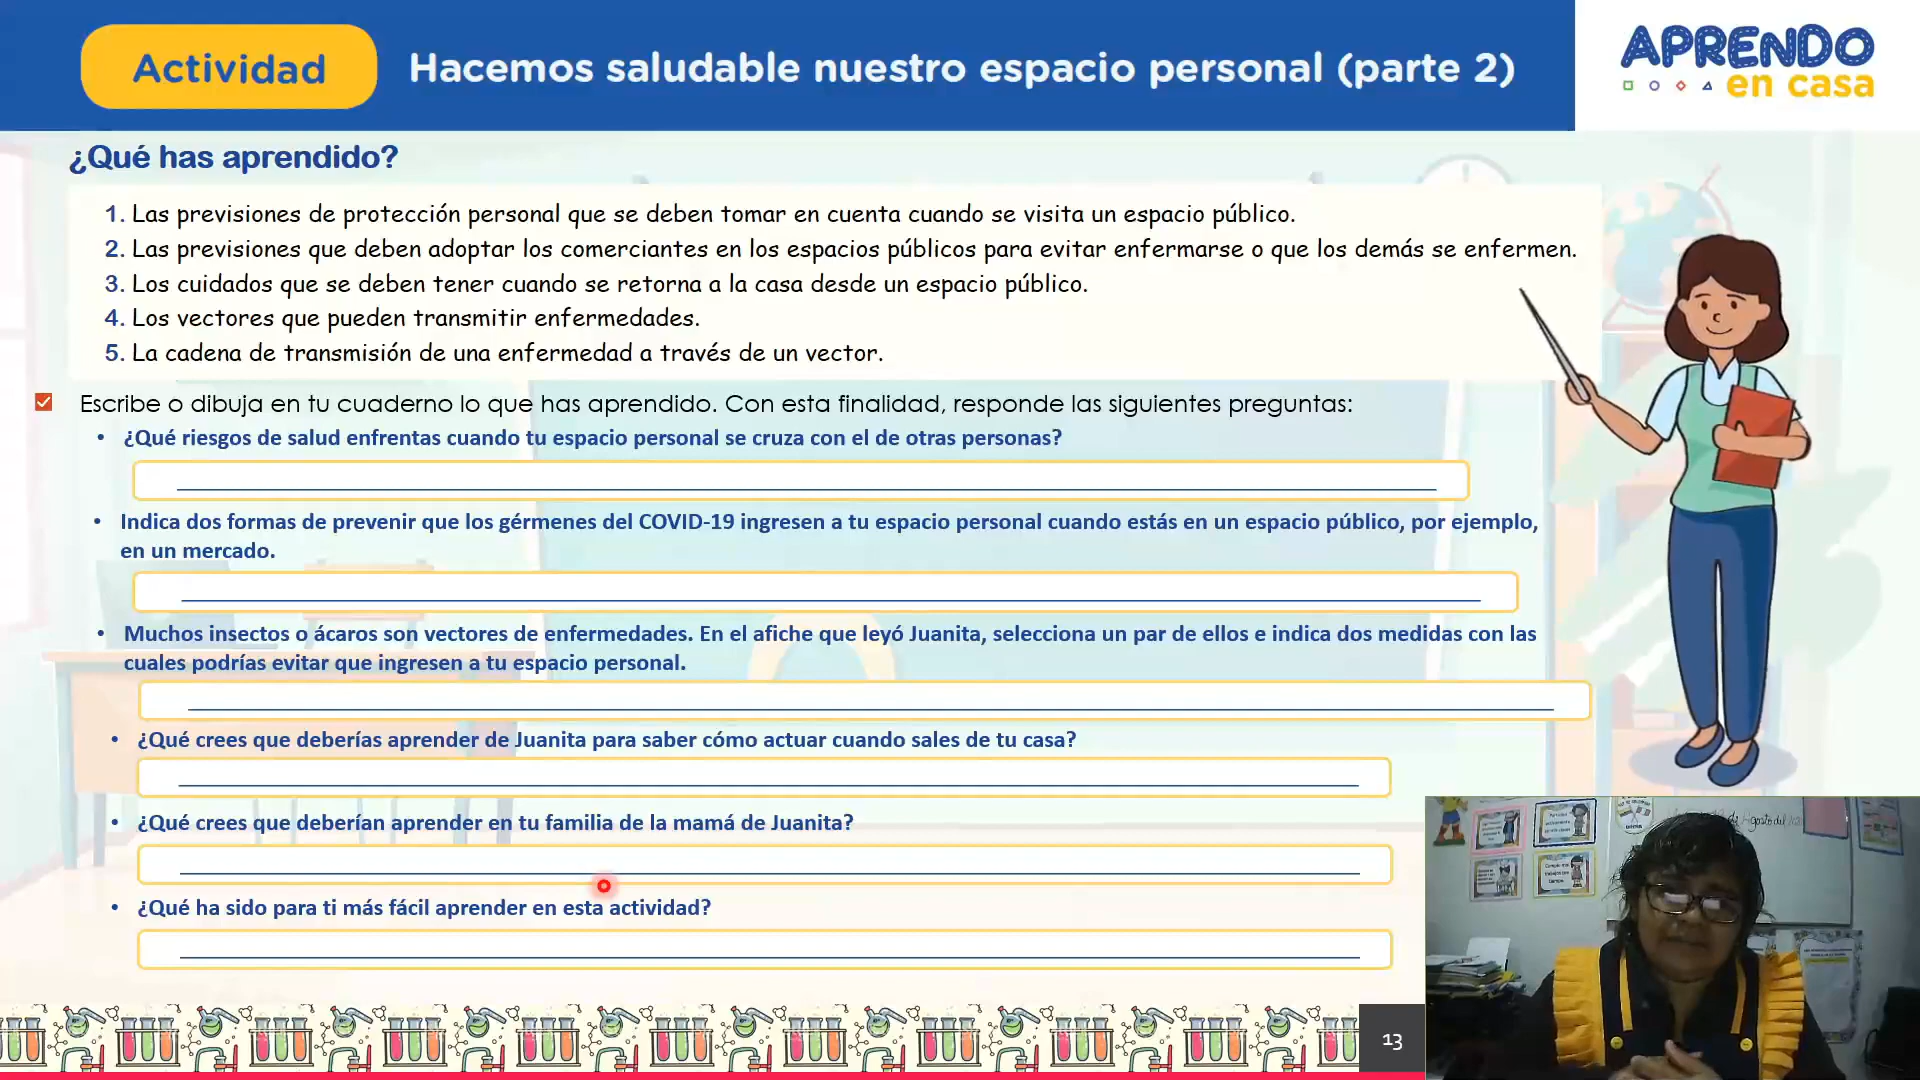 Actividad
Hacemos saludable nuestro espacio personal (parte 2)
APRENDO
en casa
¿Qué has aprendido?
1. Las previsiones de protección personal que se deben tomar en cuenta cuando se visita un espacio público.
2. Las previsiones que deben adoptar los comerciantes en los espacios públicos para evitar enfermarse o que los demás se enfermen.
3. Los cuidados que se deben tener cuando se retorna a la casa desde un espacio público.
4. Los vectores que pueden transmitir enfermedades.
5. La cadena de transmisión de una enfermedad a través de un vector.
Escribe o dibuja en tu cuaderno lo que has aprendido. Con esta finalidad, responde las siguientes preguntas:
• ¿Qué riesgos de salud enfrentas cuando tu espacio personal se cruza con el de otras personas?
• Indica dos formas de prevenir que los gérmenes del COVID-19 ingresen a tu espacio personal cuando estás en un espacio público, por ejemplo,
en un mercado.
• Muchos insectos o ácaros son vectores de enfermedades. En el afiche que leyó Juanita, selecciona un par de ellos e indica dos medidas con las
cuales podrías evitar que ingresen a tu espacio personal.
• ¿Qué crees que deberías aprender de Juanita para saber cómo actuar cuando sales de tu casa?
• ¿Qué crees que deberían aprender en tu familia de la mamá de Juanita?
• ¿Qué ha sido para ti más fácil aprender en esta actividad?
13
de Agosto del